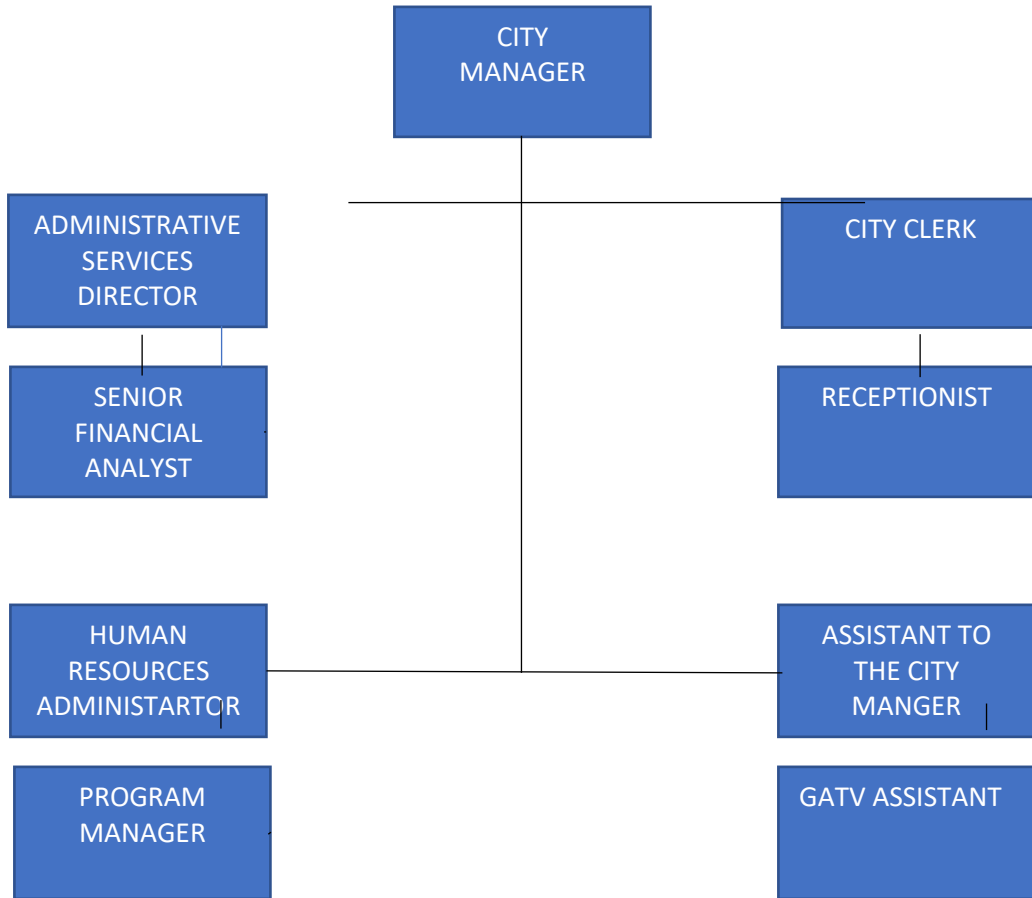 CITY
MANAGER
ADMINISTRATIVE
SERVICES
DIRECTOR
CITY CLERK
SENIOR
FINANCIAL
ANALYST
RECEPTIONIST
HUMAN
RESOURCES
ADMINISTARTOR
ASSISTANT TO
THE CITY
MANGER
PROGRAM
MANAGER
GATV ASSISTANT